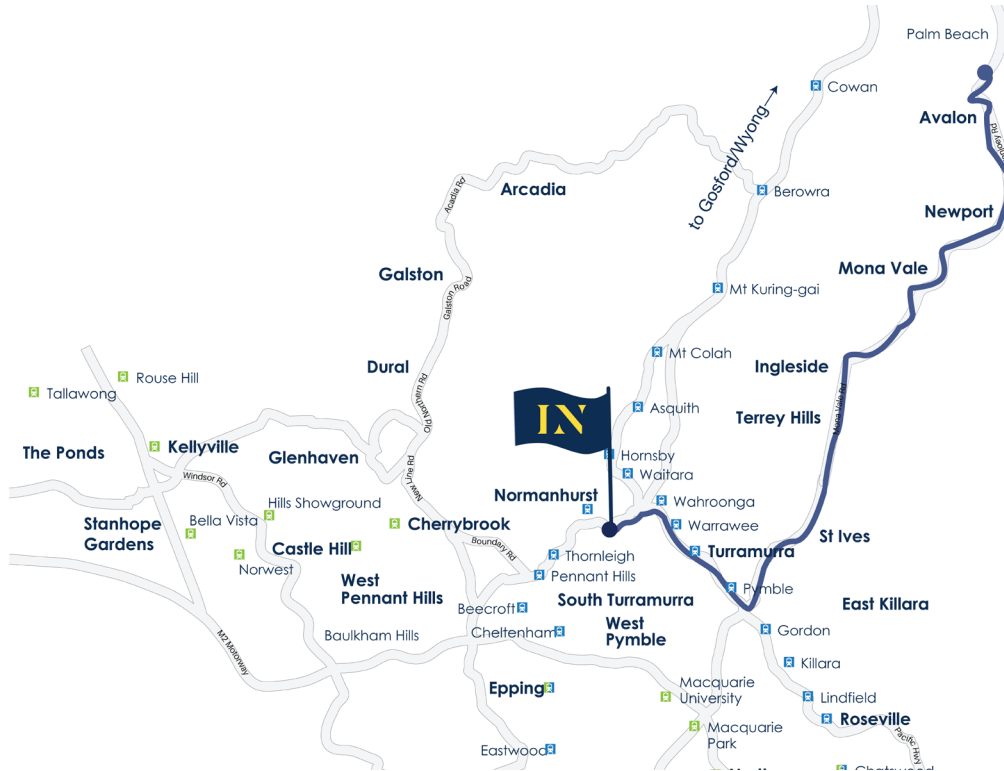 Palm Beach
Cowan
Avalon
to Gosford/Wyong
Acadia Rd
Arcadia
Berowra
Newport
Galston
Mona Vale
Galston Road
Mt Kuring-gai
Mt Colah
Dural
Ingleside
Rouse Hill
Tallawong
Old Northern Rd
IN
Asquith
Terrey Hills
Mona Vale Rd
The Ponds
Kellyville
Glenhaven
Hornsby
Waitara
Windsor Rd
New Line Rd
Normanhurst
Hills Showground
Wahroonga
Stanhope
Gardens
Bella Vista
Cherrybrook
Warrawee
St Ives
Norwest
Castle Hill
Boundary Rd
Thornleigh
Turramurra
West
Pennant Hills
Pennant Hills
Pymble
South Turramurra
East Killara
Beecroft
West
Pymble
Baulkham Hills
Cheltenham
Gordon
M2 Motorway
Killara
Epping
Macquarie
University
Lindfield
Roseville
Macquarie
Park
Pacific Hwy
Eastwood
Chatswood